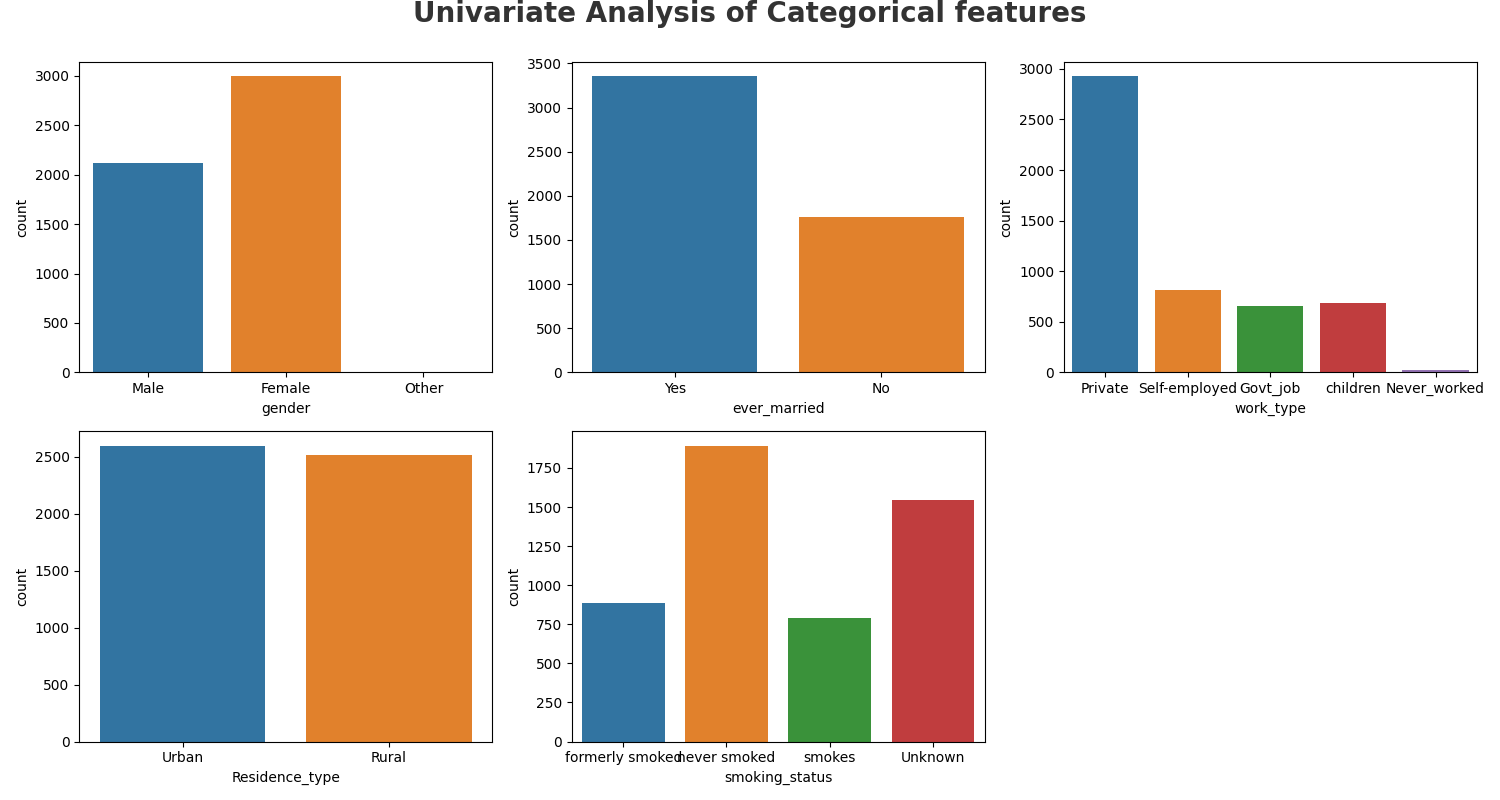 Univariate Analysis of Categorical features
3000
2500
2000
1500
1000
500
0
count
Male Female Other
gender
3500
3000
2500
2000
1500
1000
500
0
count
Yes No
ever_married
3000
2500
2000
1500
1000
500
0
count
Private Self-employed Govt_job children Never_worked
work_type
2500
2000
1500
1000
500
0
count
Urban Rural
Residence_type
1750
1500
1250
1000
750
500
250
0
count
formerly smoked never smoked smokes Unknown
smoking_status